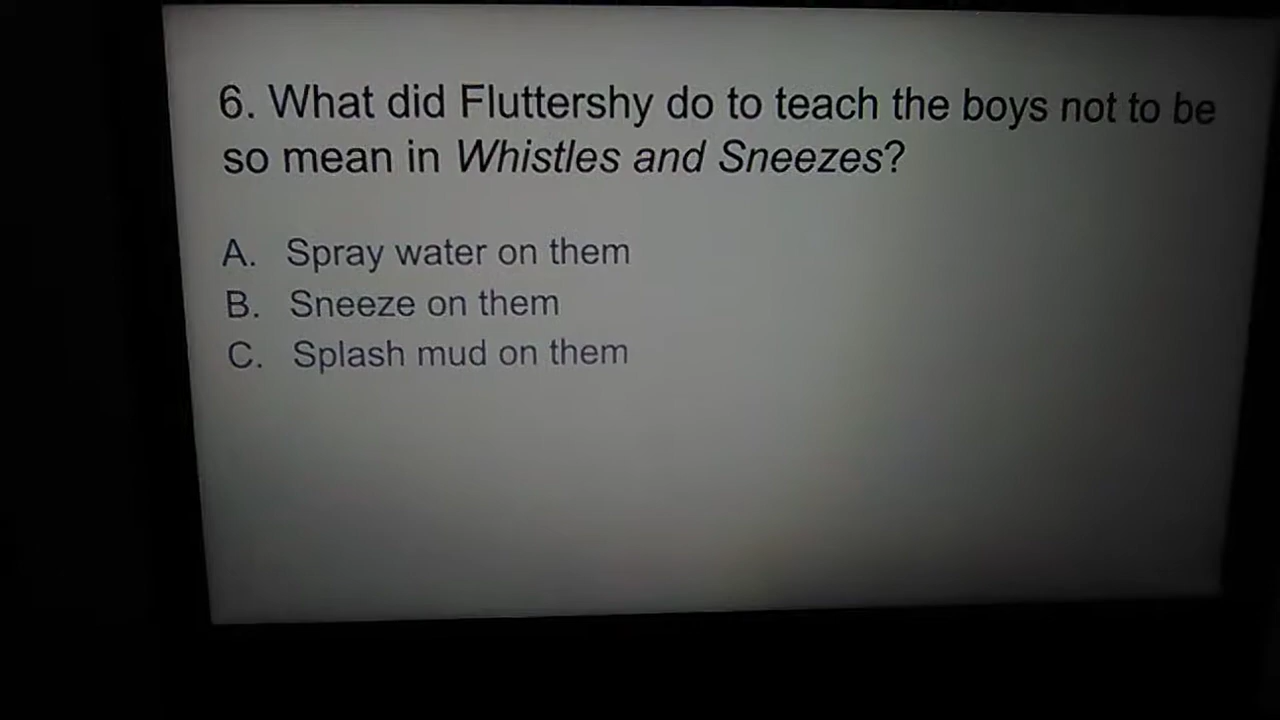 6. What did Fluttershy do to teach the boys not to be
so mean in Whistles and Sneezes?
A. Spray water on them
B. Sneeze on them
C. Splash mud on them